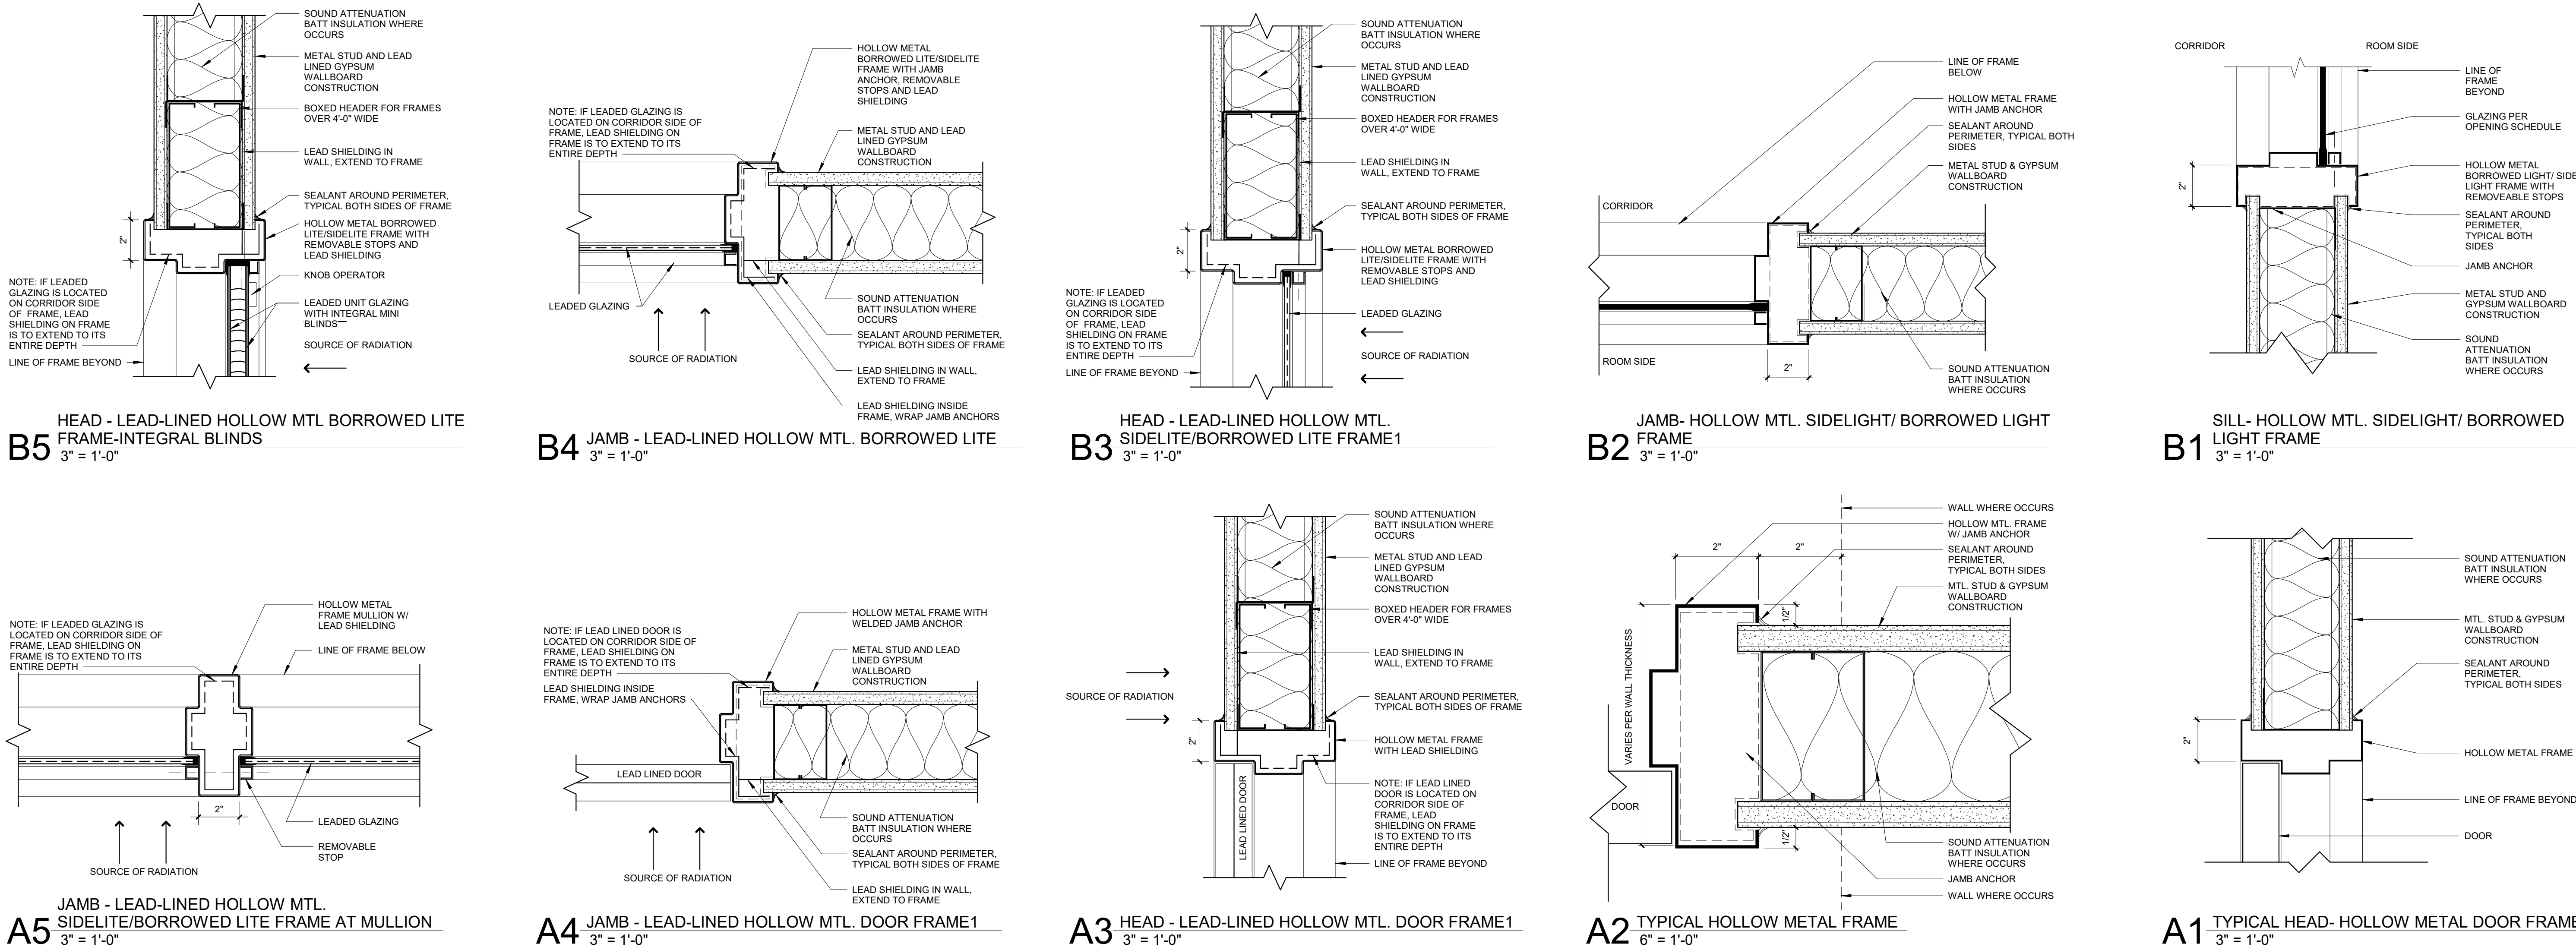 SOUND ATTENUATION
BATT INSULATION WHERE
OCCURS
METAL STUD AND LEAD
LINED GYPSUM
WALLBOARD
CONSTRUCTION
BOXED HEADER FOR FRAMES
OVER 4'-0" WIDE
LEAD SHIELDING IN
WALL, EXTEND TO FRAME
SEALANT AROUND PERIMETER,
TYPICAL BOTH SIDES OF FRAME
HOLLOW METAL BORROWED
LITE/SIDELITE FRAME WITH
REMOVABLE STOPS AND
LEAD SHIELDING
KNOB OPERATOR
LEADED UNIT GLAZING
WITH INTEGRAL MINI
BLINDS
SOURCE OF RADIATION
2"
NOTE: IF LEADED
GLAZING IS LOCATED
ON CORRIDOR SIDE
OF FRAME, LEAD
SHIELDING ON FRAME
IS TO EXTEND TO ITS
ENTIRE DEPTH
LINE OF FRAME BEYOND
B5
HEAD - LEAD-LINED HOLLOW MTL BORROWED LITE
FRAME-INTEGRAL BLINDS
3" = 1'-0"
NOTE: IF LEADED GLAZING IS
LOCATED ON CORRIDOR SIDE OF
FRAME, LEAD SHIELDING ON
FRAME IS TO EXTEND TO ITS
ENTIRE DEPTH
HOLLOW METAL
BORROWED LITE/SIDELITE
FRAME WITH JAMB
ANCHOR, REMOVABLE
STOPS AND LEAD
SHIELDING
METAL STUD AND LEAD
LINED GYPSUM
WALLBOARD
CONSTRUCTION
LEADED GLAZING
SOURCE OF RADIATION
SOUND ATTENUATION
BATT INSULATION WHERE
OCCURS
SEALANT AROUND PERIMETER,
TYPICAL BOTH SIDES OF FRAME
LEAD SHIELDING IN WALL,
EXTEND TO FRAME
LEAD SHIELDING INSIDE
FRAME, WRAP JAMB ANCHORS
B4
JAMB - LEAD-LINED HOLLOW MTL. BORROWED LITE
3" = 1'-0"
SOUND ATTENUATION
BATT INSULATION WHERE
OCCURS
METAL STUD AND LEAD
LINED GYPSUM
WALLBOARD
CONSTRUCTION
BOXED HEADER FOR FRAMES
OVER 4'-0" WIDE
LEAD SHIELDING IN
WALL, EXTEND TO FRAME
SEALANT AROUND PERIMETER,
TYPICAL BOTH SIDES OF FRAME
HOLLOW METAL BORROWED
LITE/SIDELITE FRAME WITH
REMOVABLE STOPS AND
LEAD SHIELDING
LEADED GLAZING
SOURCE OF RADIATION
2"
NOTE: IF LEADED
GLAZING IS LOCATED
ON CORRIDOR SIDE
OF FRAME, LEAD
SHIELDING ON FRAME
IS TO EXTEND TO ITS
ENTIRE DEPTH
LINE OF FRAME BEYOND
B3
HEAD - LEAD-LINED HOLLOW MTL.
SIDELITE/BORROWED LITE FRAME1
3" = 1'-0"
LINE OF FRAME
BELOW
HOLLOW METAL FRAME
WITH JAMB ANCHOR
SEALANT AROUND
PERIMETER, TYPICAL BOTH
SIDES
METAL STUD & GYPSUM
WALLBOARD
CONSTRUCTION
CORRIDOR
ROOM SIDE
2"
SOUND ATTENUATION
BATT INSULATION
WHERE OCCURS
B2
JAMB- HOLLOW MTL. SIDELIGHT/ BORROWED LIGHT
FRAME
3" = 1'-0"
CORRIDOR
ROOM SIDE
LINE OF
FRAME
BEYOND
GLAZING PER
OPENING SCHEDULE
HOLLOW METAL
BORROWED LIGHT/ SIDE
LIGHT FRAME WITH
REMOVEABLE STOPS
SEALANT AROUND
PERIMETER,
TYPICAL BOTH
SIDES
JAMB ANCHOR
METAL STUD AND
GYPSUM WALLBOARD
CONSTRUCTION
SOUND
ATTENUATION
BATT INSULATION
WHERE OCCURS
2"
B1
SILL- HOLLOW MTL. SIDELIGHT/ BORROWED
LIGHT FRAME
3" = 1'-0"
NOTE: IF LEADED GLAZING IS
LOCATED ON CORRIDOR SIDE OF
FRAME, LEAD SHIELDING ON
FRAME IS TO EXTEND TO ITS
ENTIRE DEPTH
HOLLOW METAL
FRAME MULLION W/
LEAD SHIELDING
LINE OF FRAME BELOW
2"
LEADED GLAZING
REMOVABLE
STOP
SOURCE OF RADIATION
A5
JAMB - LEAD-LINED HOLLOW MTL.
SIDELITE/BORROWED LITE FRAME AT MULLION
3" = 1'-0"
NOTE: IF LEAD LINED DOOR IS
LOCATED ON CORRIDOR SIDE OF
FRAME, LEAD SHIELDING ON
FRAME IS TO EXTEND TO ITS
ENTIRE DEPTH
LEAD SHIELDING INSIDE
FRAME, WRAP JAMB ANCHORS
HOLLOW METAL FRAME WITH
WELDED JAMB ANCHOR
METAL STUD AND LEAD
LINED GYPSUM
WALLBOARD
CONSTRUCTION
LEAD LINED DOOR
SOURCE OF RADIATION
SOUND ATTENUATION
BATT INSULATION WHERE
OCCURS
SEALANT AROUND PERIMETER,
TYPICAL BOTH SIDES OF FRAME
LEAD SHIELDING IN WALL,
EXTEND TO FRAME
A4
JAMB - LEAD-LINED HOLLOW MTL. DOOR FRAME1
3" = 1'-0"
SOUND ATTENUATION
BATT INSULATION WHERE
OCCURS
METAL STUD AND LEAD
LINED GYPSUM
WALLBOARD
CONSTRUCTION
BOXED HEADER FOR FRAMES
OVER 4'-0" WIDE
LEAD SHIELDING IN
WALL, EXTEND TO FRAME
SEALANT AROUND PERIMETER,
TYPICAL BOTH SIDES OF FRAME
HOLLOW METAL FRAME
WITH LEAD SHIELDING
NOTE: IF LEAD LINED
DOOR IS LOCATED ON
CORRIDOR SIDE OF
FRAME, LEAD
SHIELDING ON FRAME
IS TO EXTEND TO ITS
ENTIRE DEPTH
LINE OF FRAME BEYOND
SOURCE OF RADIATION
2"
LEAD LINED DOOR
A3
HEAD - LEAD-LINED HOLLOW MTL. DOOR FRAME1
3" = 1'-0"
WALL WHERE OCCURS
HOLLOW MTL. FRAME
W/ JAMB ANCHOR
SEALANT AROUND
PERIMETER,
TYPICAL BOTH SIDES
MTL. STUD & GYPSUM
WALLBOARD
CONSTRUCTION
2"
2"
1/2"
VARIES PER WALL THICKNESS
DOOR
1/2"
SOUND ATTENUATION
BATT INSULATION
WHERE OCCURS
JAMB ANCHOR
WALL WHERE OCCURS
A2
TYPICAL HOLLOW METAL FRAME
6" = 1'-0"
SOUND ATTENUATION
BATT INSULATION
WHERE OCCURS
MTL. STUD & GYPSUM
WALLBOARD
CONSTRUCTION
SEALANT AROUND
PERIMETER,
TYPICAL BOTH SIDES
2"
HOLLOW METAL FRAME
LINE OF FRAME BEYOND
DOOR
A1
TYPICAL HEAD- HOLLOW METAL DOOR FRAME
3" = 1'-0"